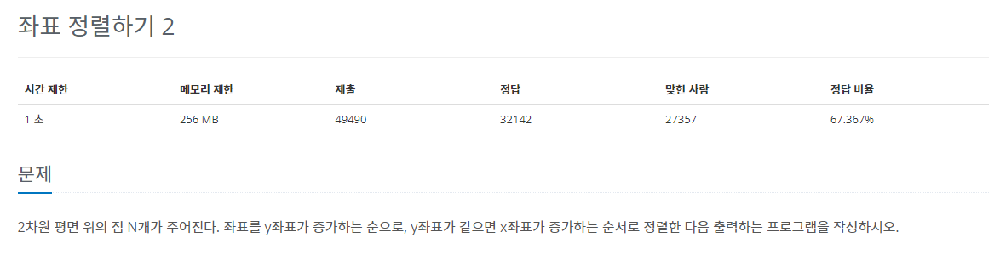 좌표 정렬하기 2
시간 제한 메모리 제한 제출 정답 맞힌 사람 정답 비율
1 초 256 MB 49490 32142 27357 67.367%
문제
2차원 평면 위의 점 N개가 주어진다. 좌표를 y좌표가 증가하는 순으로, y좌표가 같으면 x좌표가 증가하는 순서로 정렬한 다음 출력하는 프로그램을 작성하시오.